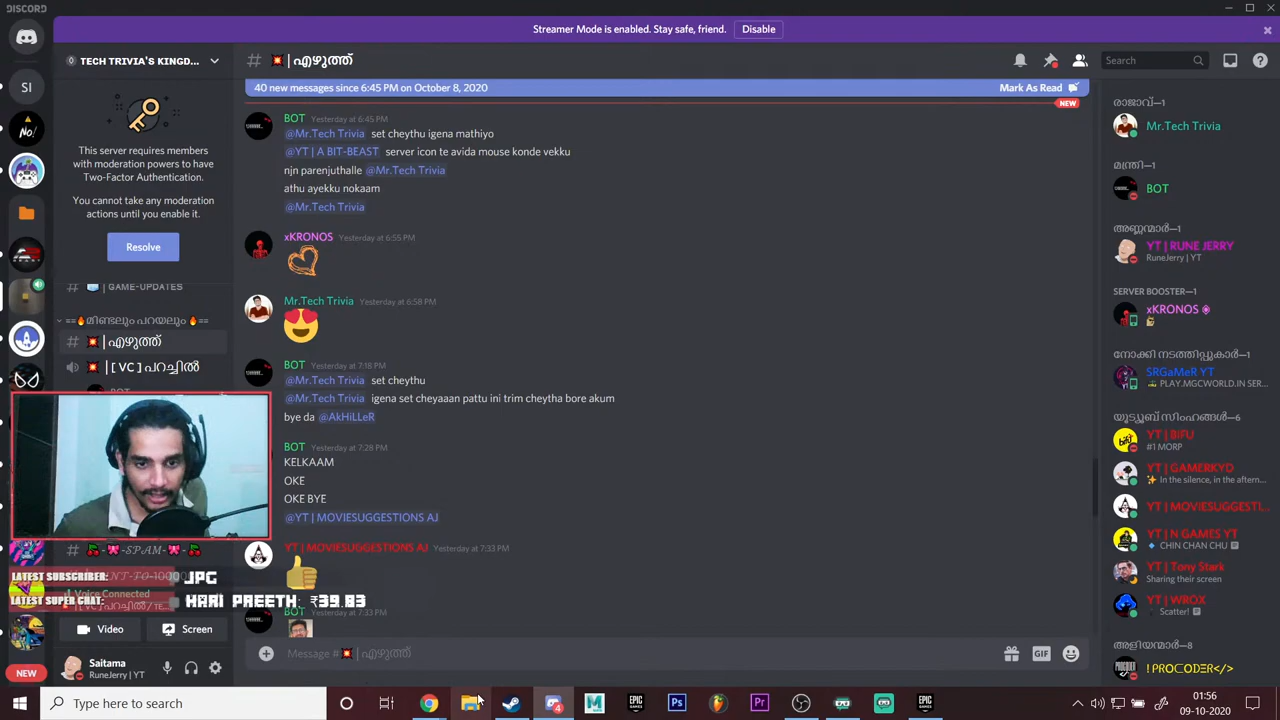 DISCORD
Streamer Mode is enabled. Stay safe, friend.
Disable
TECH TRIVIA'S KINGD...
# | എഴുത്ത്
Search
This server requires
members with
moderation powers to have
Two-Factor Authentication.
You cannot take any
moderation actions until
you enable it.
Resolve
SI
No!
GAME-UPDATES
==🔥മിണ്ടലും പറയലും🔥==
# | എഴുത്ത്
| [ VC ] പറച്ചിൽ
BOT
40 new messages since 6:45 PM on October 8, 2020
Mark As Read
NEW
BOT Yesterday at 6:45 PM
@Mr.Tech Trivia set cheythu igena mathiyo
@YT | A BIT-BEAST server icon te avida mouse konde vekku
njn parenjuthalle @Mr.Tech Trivia
athu ayekku nokaam
@Mr.Tech Trivia
xKRONOS Yesterday at 6:55 PM
Mr.Tech Trivia Yesterday at 6:58 PM
BOT Yesterday at 7:18 PM
@Mr.Tech Trivia set cheythu
@Mr.Tech Trivia igena set cheyaaan pattu ini trim cheytha bore akum
bye da @AkHiLLeR
BOT Yesterday at 7:28 PM
KELKAAM
OKE
OKE BYE
@YT | MOVIESUGGESTIONS AJ
YT | MOVIESUGGESTIONS AJ Yesterday at 7:33 PM
BOT Yesterday at 7:33 PM
Message # | എഴുത്ത്
GIF
രാജാവ്—1
Mr.Tech Trivia
മന്ത്രി—1
BOT
അണ്ണന്മാർ—1
YT | RUNE JERRY
RuneJerry | YT
SERVER BOOSTER—1
xKRONOS
നോക്കി നടത്തിപ്പുകാർ—1
SRGaMeR YT
PLAY.MGCWORLD.IN SER...
യൂട്യൂബ് സിംഹങ്ങൾ—6
YT | BIFU
#1 MORP
YT | GAMERKYD
In the silence, in the aftern...
YT | MOVIESUGGESTI...
YT | N GAMES YT
CHIN CHAN CHU
YT | Tony Stark
Sharing their screen
YT | WROX
Scatter!
അളിയന്മാർ—8
! PROCODER</>
-SPAM-
LATEST SUBSCRIBER: JPG
Voice Connected
LATEST SUPER CHAT: HARI PREETH: ₹39.83
Video
Screen
Saitama
RuneJerry | YT
NEW
Type here to search
01:56
09-10-2020